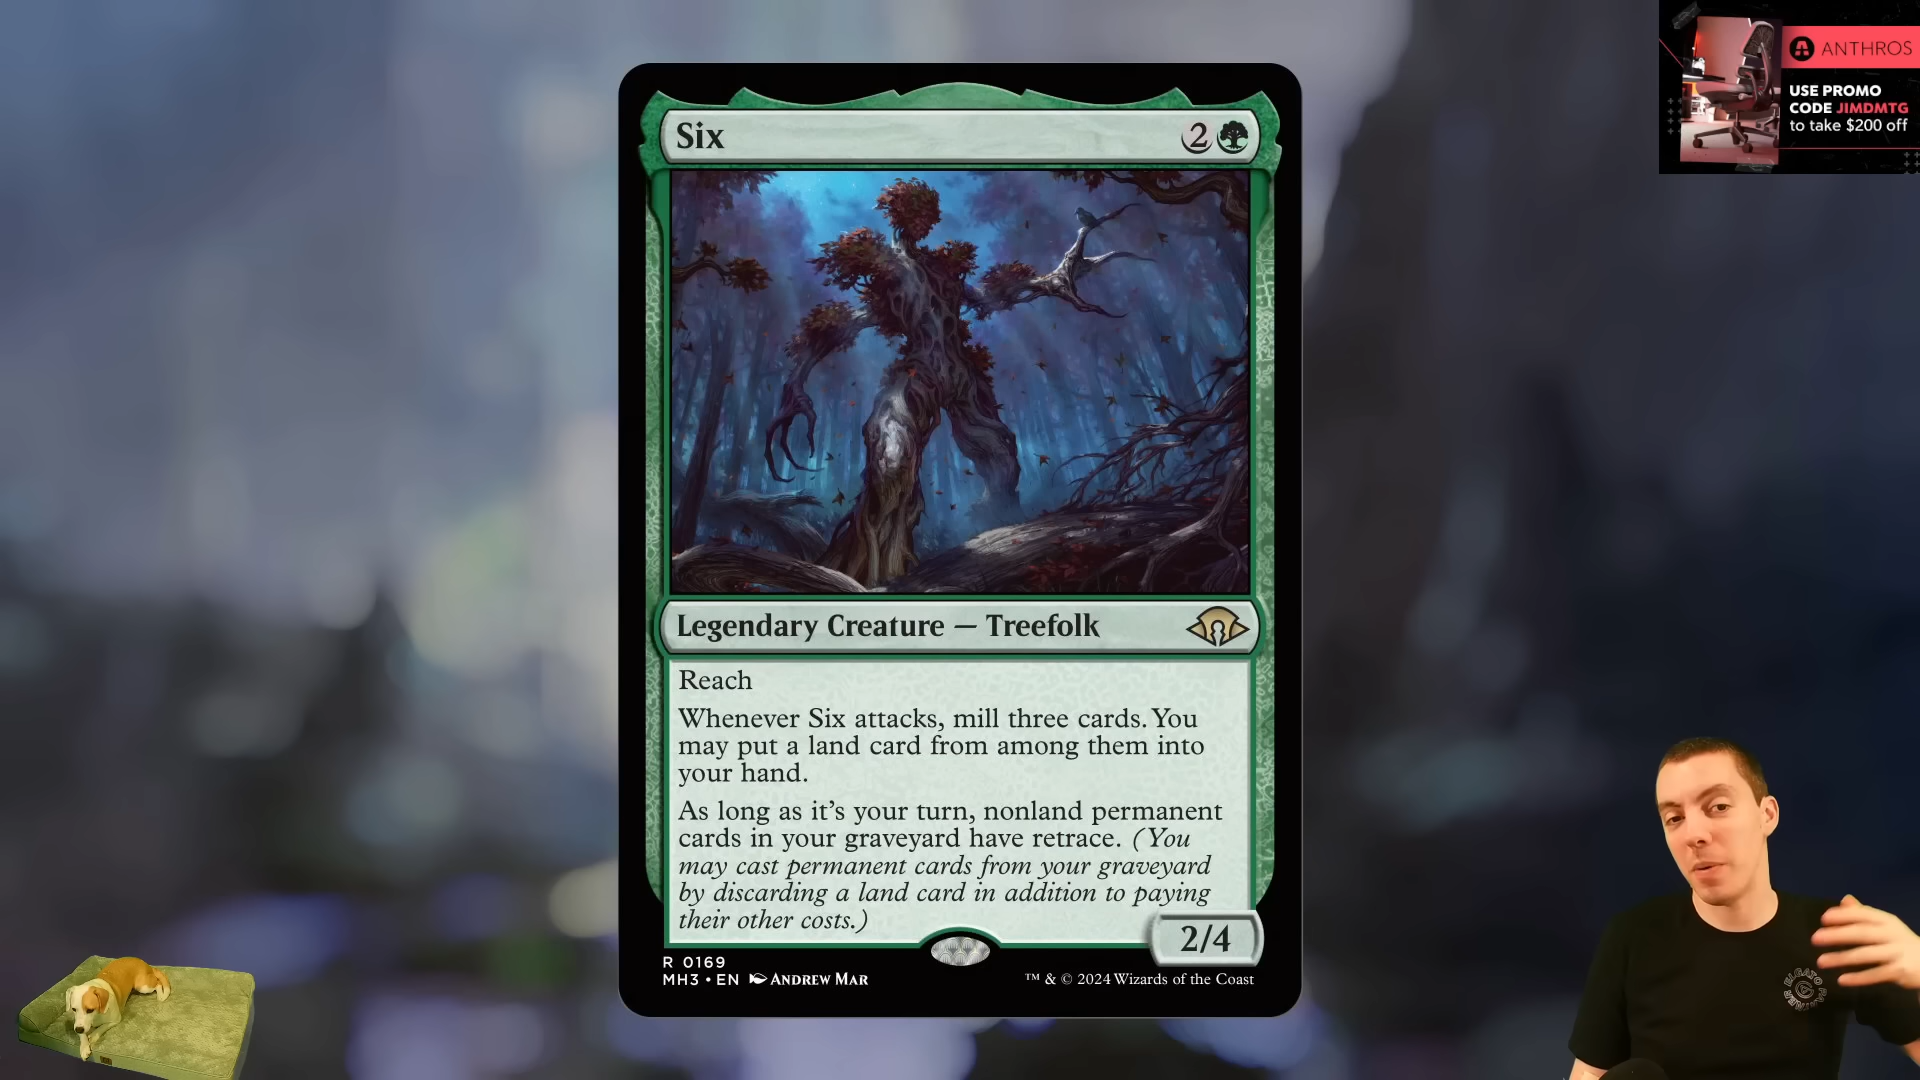 Six
2
Legendary Creature — Treefolk
Reach
Whenever Six attacks, mill three cards. You
may put a land card from among them into
your hand.
As long as it's your turn, nonland permanent
cards in your graveyard have retrace. (You
may cast permanent cards from your graveyard
by discarding a land card in addition to paying
their other costs.)
2/4
R 0169
MH3 • EN ANDREW MAR
™ & © 2024 Wizards of the Coast
ANTHROS
USE PROMO
CODE JIMDMTG
to take $200 off